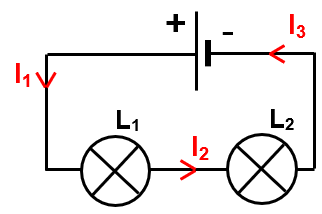 + -
I₃
I₁
L₁
I₂
L₂